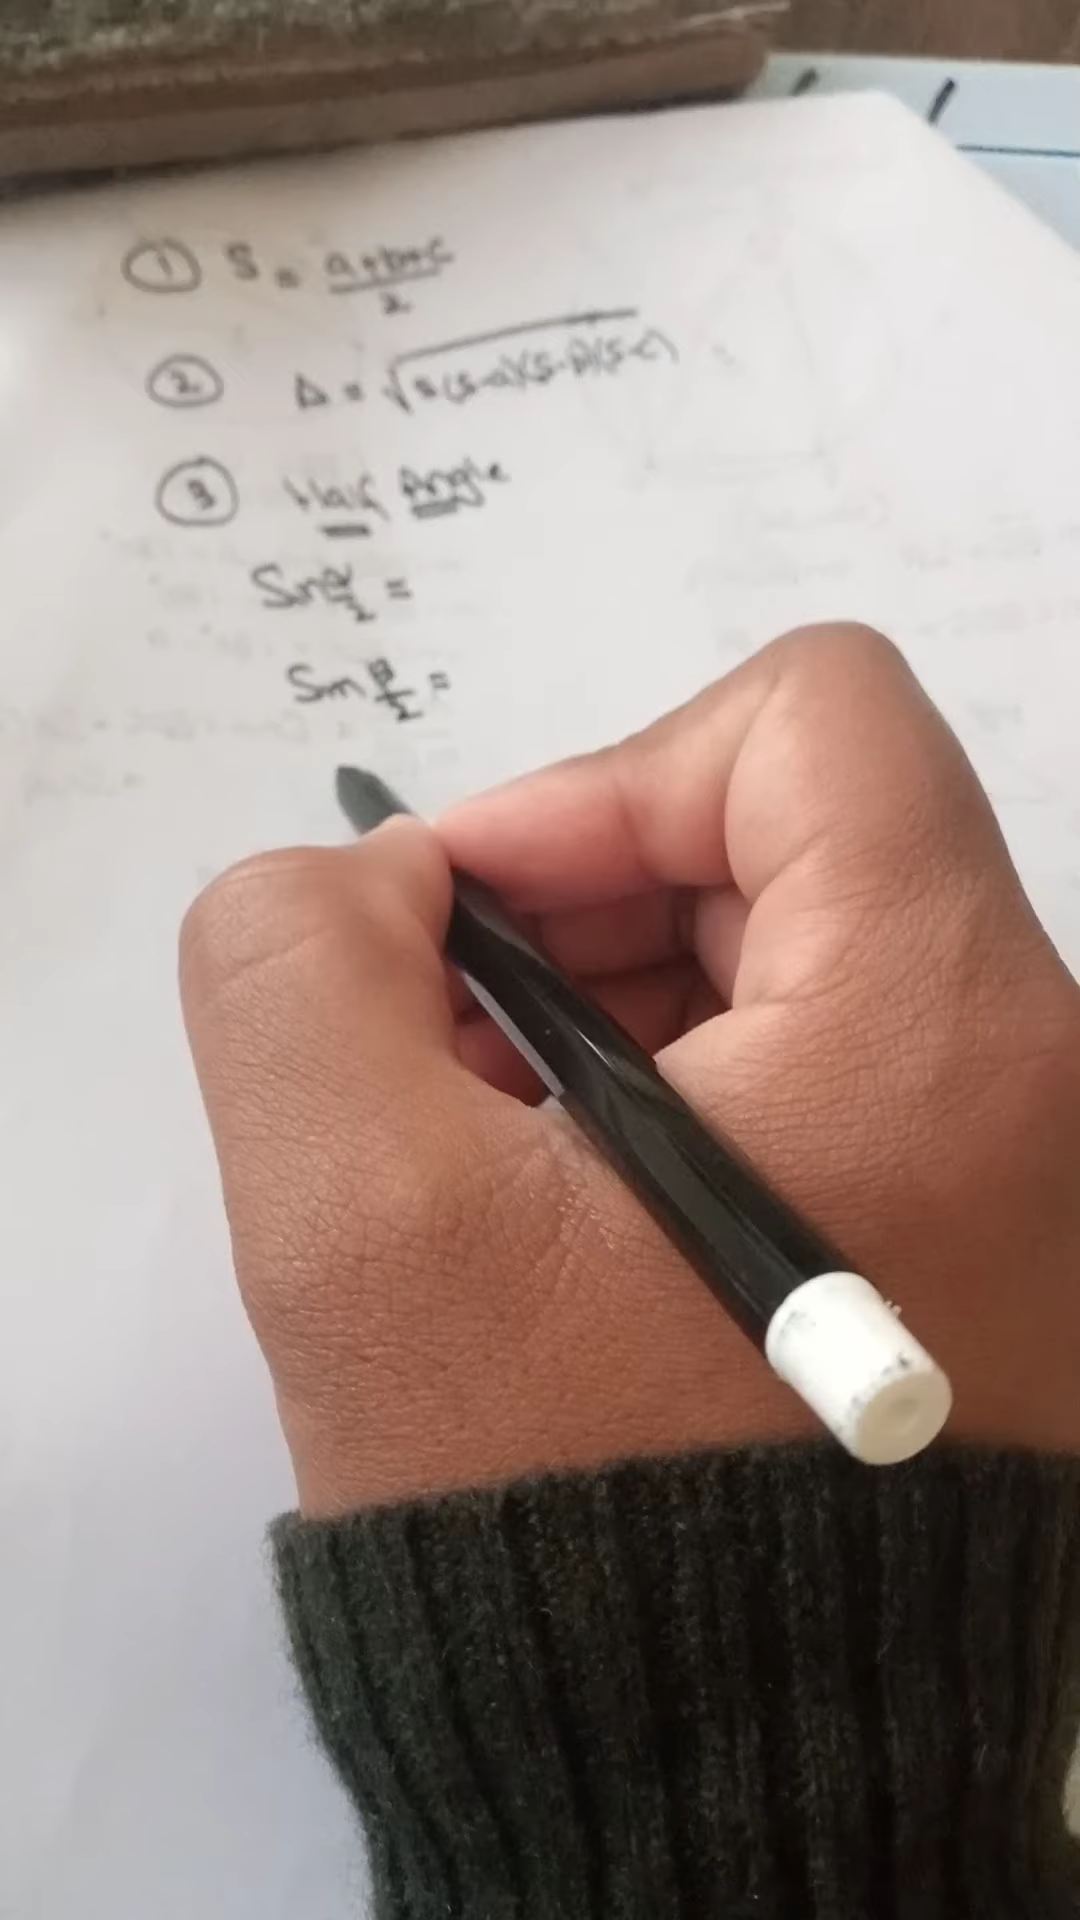 ① S = a+b+c/2
② Δ = √s(s-a)(s-b)(s-c)
③ Half Angle
Sin α/2 =
Sin β/2 =